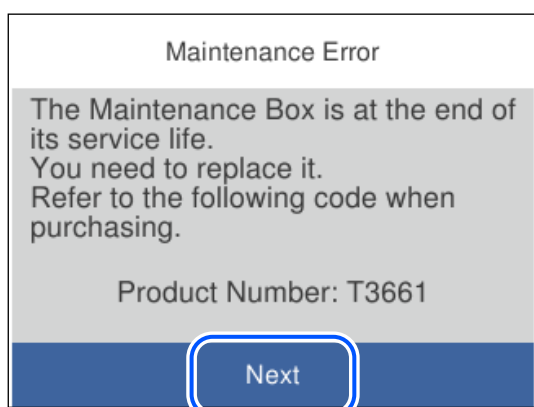 Maintenance Error
The Maintenance Box is at the end of
its service life.
You need to replace it.
Refer to the following code when
purchasing.
Product Number: T3661
Next